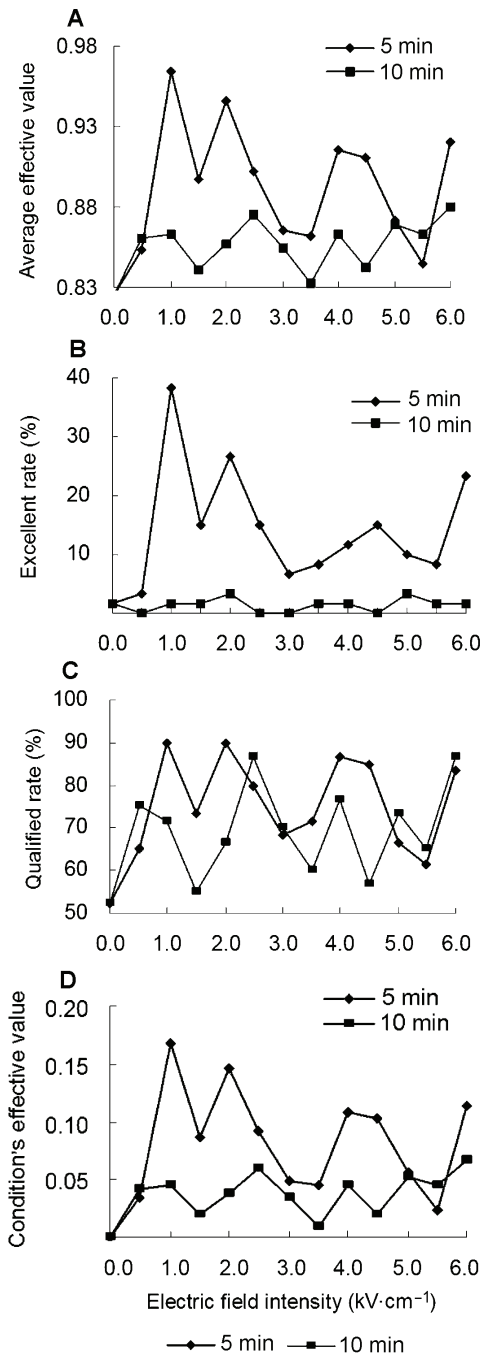 A
Average effective value
0.98
0.93
0.88
0.83
5 min
10 min
0.0 1.0 2.0 3.0 4.0 5.0 6.0
B
Excellent rate (%)
40
30
20
10
5 min
10 min
0.0 1.0 2.0 3.0 4.0 5.0 6.0
C
Qualified rate (%)
100
90
80
70
60
50
0.0 1.0 2.0 3.0 4.0 5.0 6.0
D
Condition's effective value
0.20
0.15
0.10
0.05
5 min
10 min
0.0 1.0 2.0 3.0 4.0 5.0 6.0
Electric field intensity (kV·cm⁻¹)
5 min 10 min